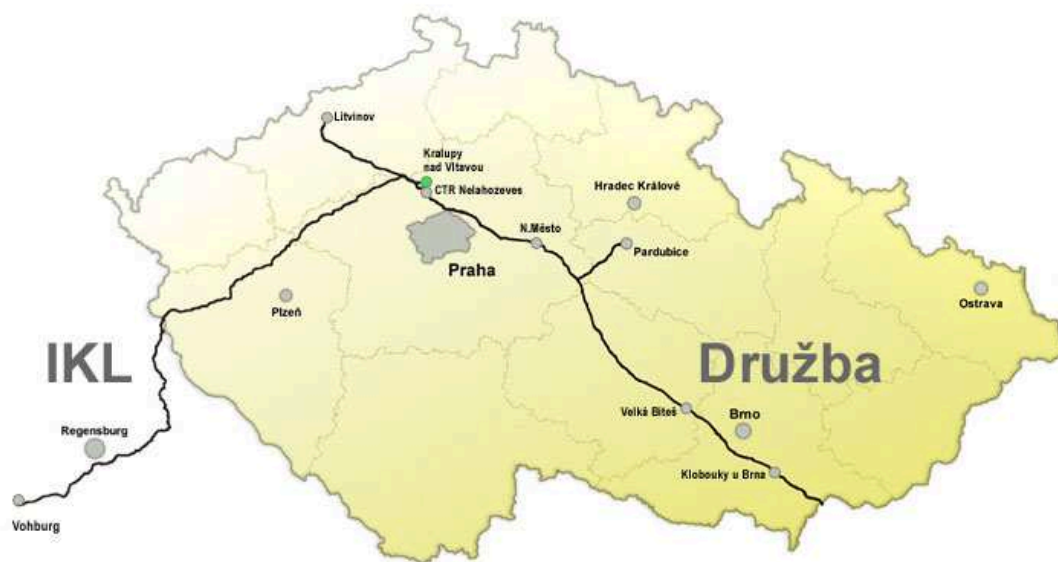 Litvínov
Kralupy
nad Vltavou
CTR Nelahozeves
Hradec Králové
N.Město
Pardubice
Praha
Plzeň
Ostrava
IKL
Družba
Velká Bíteš
Brno
Regensburg
Klobouky u Brna
Vohburg